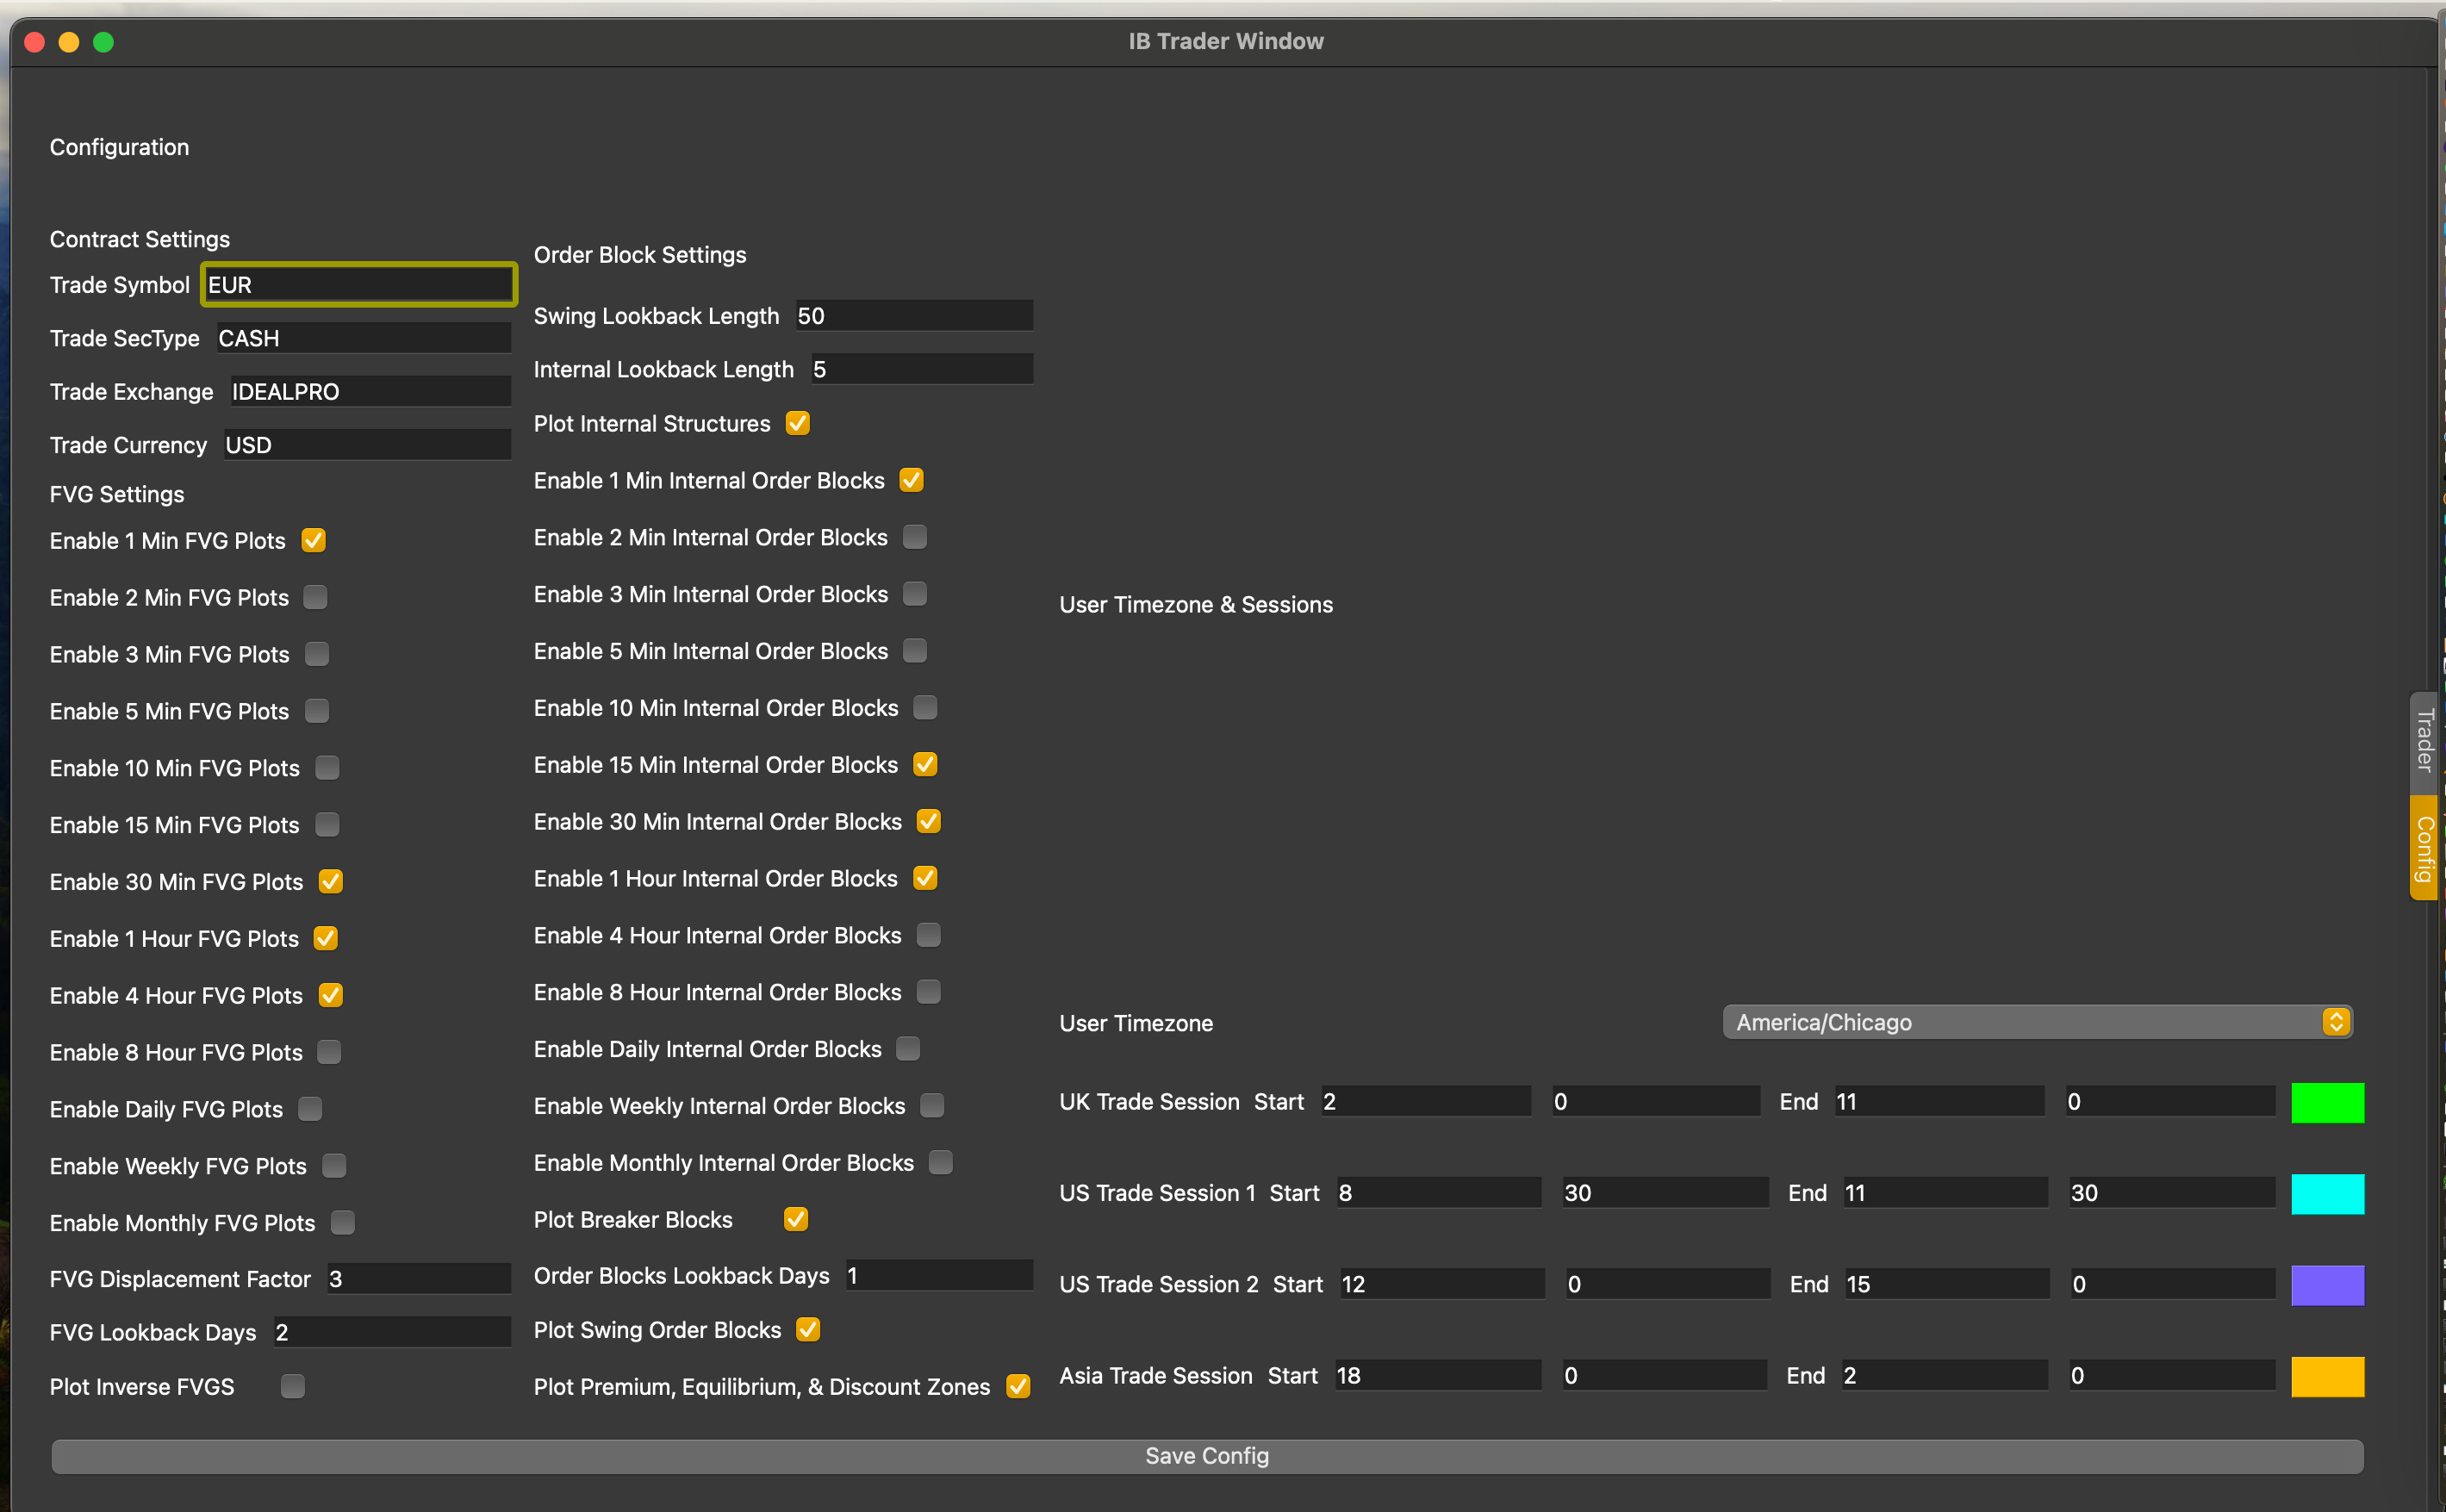 IB Trader Window
Configuration
Contract Settings
Trade Symbol EUR
Trade SecType CASH
Trade Exchange IDEALPRO
Trade Currency USD
FVG Settings
Enable 1 Min FVG Plots
Enable 2 Min FVG Plots
Enable 3 Min FVG Plots
Enable 5 Min FVG Plots
Enable 10 Min FVG Plots
Enable 15 Min FVG Plots
Enable 30 Min FVG Plots
Enable 1 Hour FVG Plots
Enable 4 Hour FVG Plots
Enable 8 Hour FVG Plots
Enable Daily FVG Plots
Enable Weekly FVG Plots
Enable Monthly FVG Plots
FVG Displacement Factor 3
FVG Lookback Days 2
Plot Inverse FVGS
Order Block Settings
Swing Lookback Length 50
Internal Lookback Length 5
Plot Internal Structures
Enable 1 Min Internal Order Blocks
Enable 2 Min Internal Order Blocks
Enable 3 Min Internal Order Blocks
Enable 5 Min Internal Order Blocks
Enable 10 Min Internal Order Blocks
Enable 15 Min Internal Order Blocks
Enable 30 Min Internal Order Blocks
Enable 1 Hour Internal Order Blocks
Enable 4 Hour Internal Order Blocks
Enable 8 Hour Internal Order Blocks
Enable Daily Internal Order Blocks
Enable Weekly Internal Order Blocks
Enable Monthly Internal Order Blocks
Plot Breaker Blocks
Order Blocks Lookback Days 1
Plot Swing Order Blocks
Plot Premium, Equilibrium, & Discount Zones
User Timezone & Sessions
User Timezone America/Chicago
UK Trade Session Start 2 0 End 11 0
US Trade Session 1 Start 8 30 End 11 30
US Trade Session 2 Start 12 0 End 15 0
Asia Trade Session Start 18 0 End 2 0
Trader
Config
Save Config